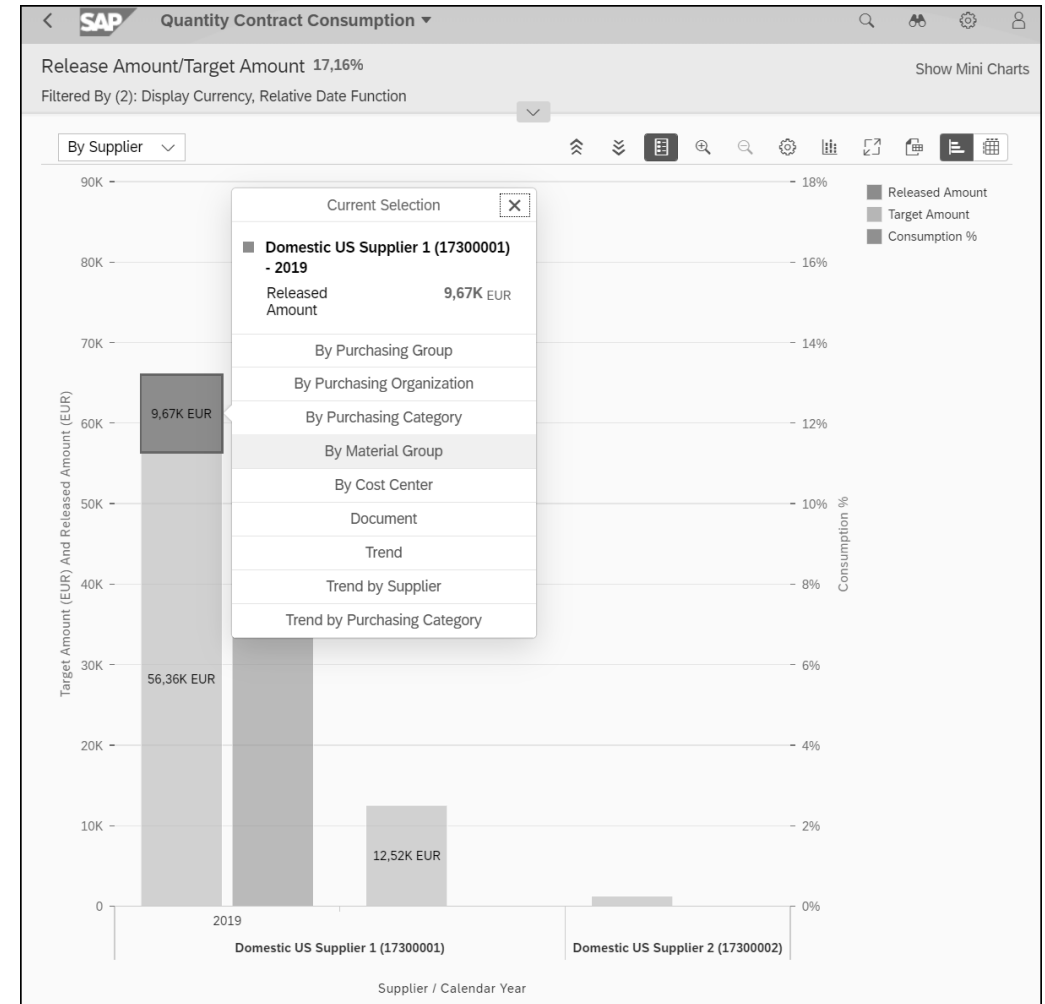 SAP Quantity Contract Consumption
Release Amount/Target Amount 17,16%
Show Mini Charts
Filtered By (2): Display Currency, Relative Date Function
By Supplier
Released Amount
Target Amount
Consumption %
Target Amount (EUR) And Released Amount (EUR)
90K
80K
70K
60K
50K
40K
30K
20K
10K
0
9,67K EUR
56,36K EUR
12,52K EUR
Current Selection
Domestic US Supplier 1 (17300001)
- 2019
Released 9,67K EUR
Amount
By Purchasing Group
By Purchasing Organization
By Purchasing Category
By Material Group
By Cost Center
Document
Trend
Trend by Supplier
Trend by Purchasing Category
18%
16%
14%
12%
10%
8%
6%
4%
2%
0%
Consumption %
2019
Domestic US Supplier 1 (17300001)
Domestic US Supplier 2 (17300002)
Supplier / Calendar Year